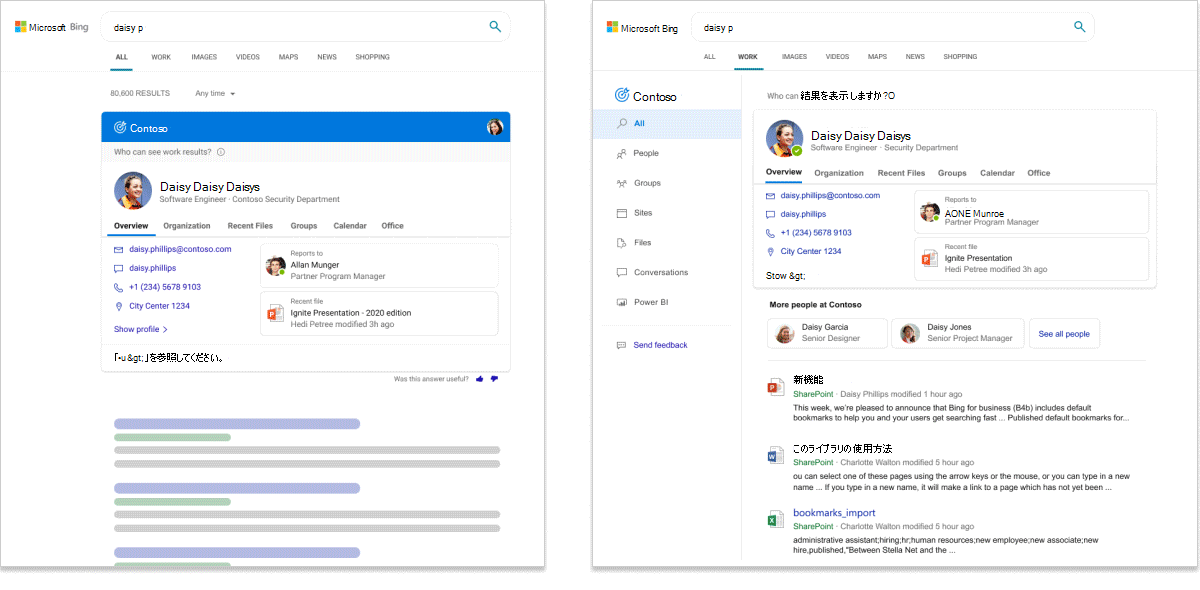 Microsoft Bing
daisy p
ALL WORK IMAGES VIDEOS MAPS NEWS SHOPPING
80,600 RESULTS Any time
Contoso
Who can see work results?
Daisy Daisy Daisys
Software Engineer · Contoso Security Department
Overview Organization Recent Files Groups Calendar Office
daisy.phillips@contoso.com
daisy.phillips
+1 (234) 5678 9103
City Center 1234
Show profile >
Reports to
Allan Munger
Partner Program Manager
Recent file
Ignite Presentation - 2020 edition
Hedi Petree modified 3h ago
「•u &gt;」を参照してください。
Was this answer useful?
Microsoft Bing
daisy p
ALL WORK IMAGES VIDEOS MAPS NEWS SHOPPING
Contoso
All
People
Groups
Sites
Files
Conversations
Power BI
Send feedback
Who can 結果を表示しますか?O
Daisy Daisy Daisys
Software Engineer · Security Department
Overview Organization Recent Files Groups Calendar Office
daisy.phillips@contoso.com
daisy.phillips
+1 (234) 5678 9103
City Center 1234
Stow &gt;
Reports to
AONE Munroe
Partner Program Manager
Recent file
Ignite Presentation
Hedi Petree modified 3h ago
More people at Contoso
Daisy Garcia
Senior Designer
Daisy Jones
Senior Project Manager
See all people
新機能
SharePoint · Daisy Phillips modified 1 hour ago
This week, we're pleased to announce that Bing for business (B4b) includes default
bookmarks to help you and your users get searching fast ... Published default bookmarks for...
このライブラリの使用方法
SharePoint · Charlotte Walton modified 5 hour ago
ou can select one of these pages using the arrow keys or the mouse, or you can type in a new
name ... If you type in a new name, it will make a link to a page which has not yet been ...
bookmarks_import
SharePoint · Charlotte Walton modified 5 hour ago
administrative assistant;hiring;hr;human resources;new employee;new associate;new
hire,published,"Between Stella Net and the ...